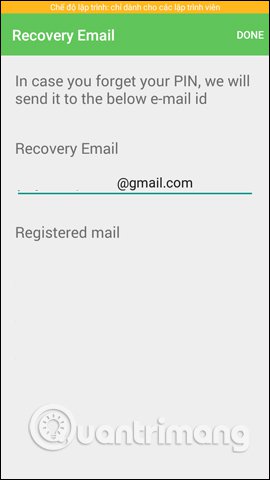 Chế độ lập trình: chỉ dành cho các lập trình viên
Recovery Email DONE
In case you forget your PIN, we will
send it to the below e-mail id
Recovery Email
@gmail.com
Registered mail
Quantrimang